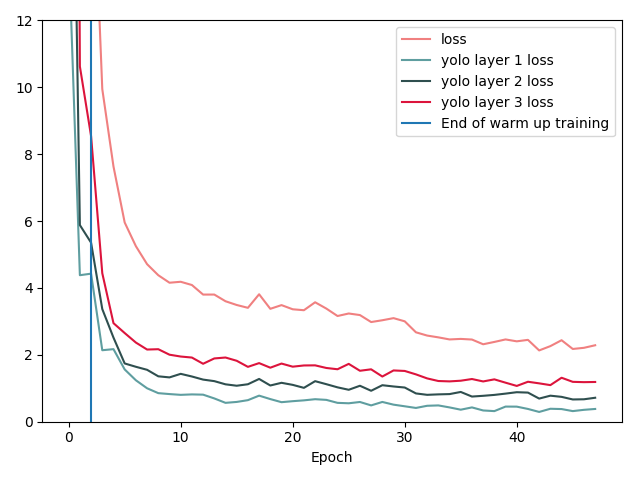 12
10
8
6
4
2
0
loss
yolo layer 1 loss
yolo layer 2 loss
yolo layer 3 loss
End of warm up training
0 10 20 30 40
Epoch